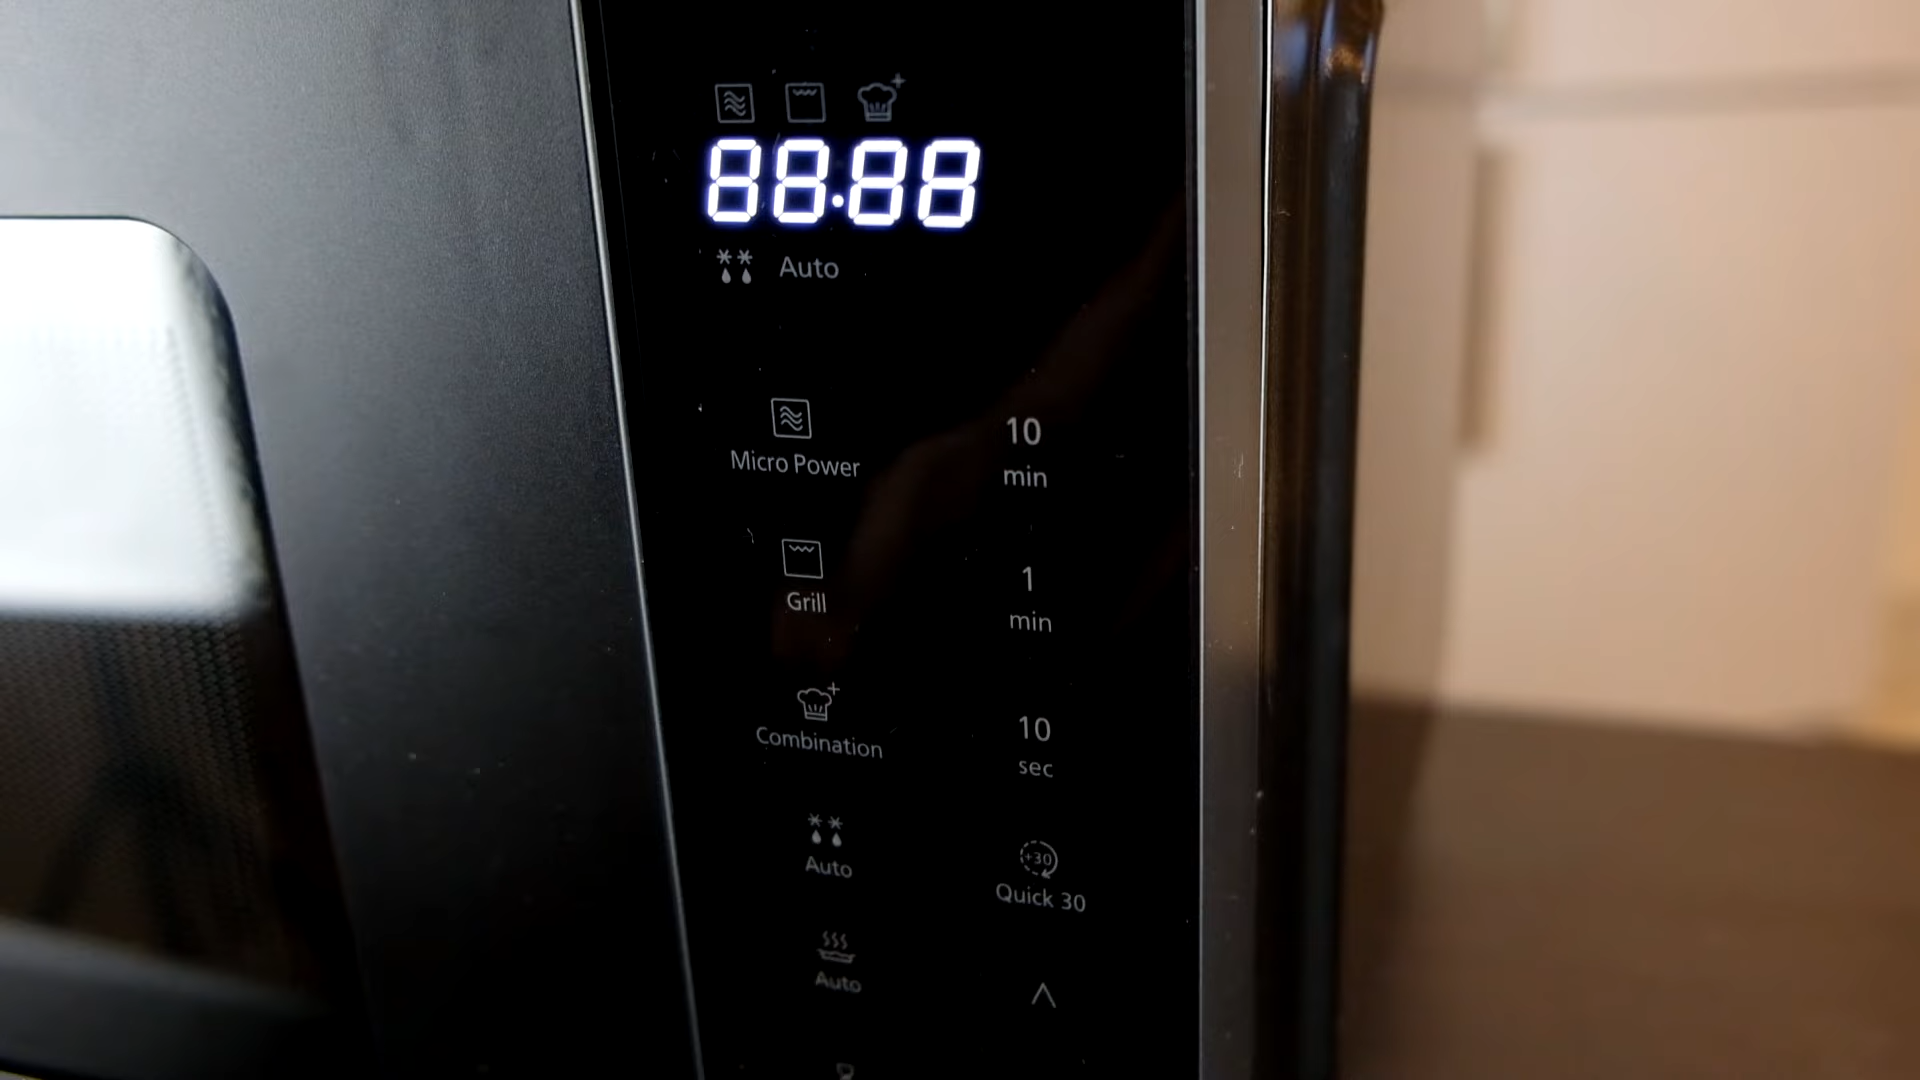 88:88
Auto
Micro Power
10
min
Grill
1
min
Combination
10
sec
Auto
+30
Quick 30
Auto